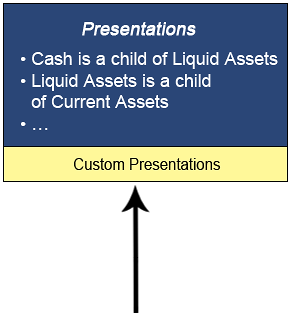 Presentations
• Cash is a child of Liquid Assets
• Liquid Assets is a child
of Current Assets
• ...
Custom Presentations